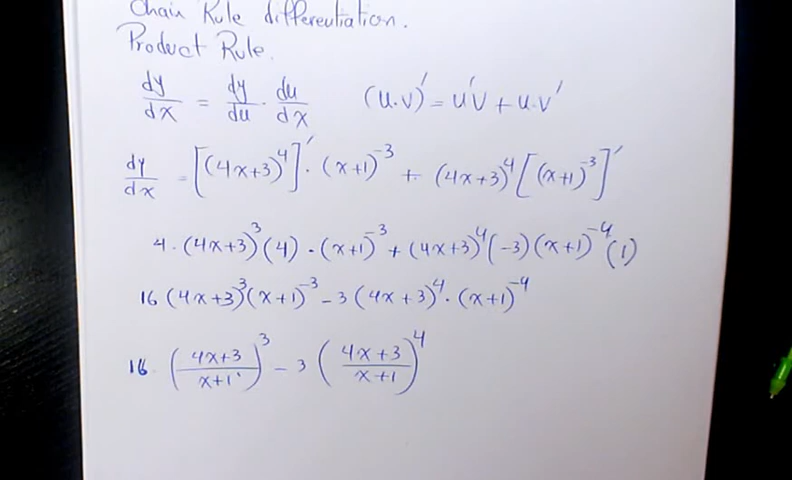 Chain Rule differentiation.
Product Rule.
dy/dx = dy/du · du/dx (u·v)' = u'v + u·v'
dy/dx = [(4x+3)^4]' · (x+1)^-3 + (4x+3)^4 [(x+1)^-3]'
4·(4x+3)^3 (4) · (x+1)^-3 + (4x+3)^4 (-3)(x+1)^-4 (1)
16 (4x+3)^3 (x+1)^-3 - 3 (4x+3)^4 · (x+1)^-4
16· ((4x+3)/(x+1))^3 - 3 ((4x+3)/(x+1))^4